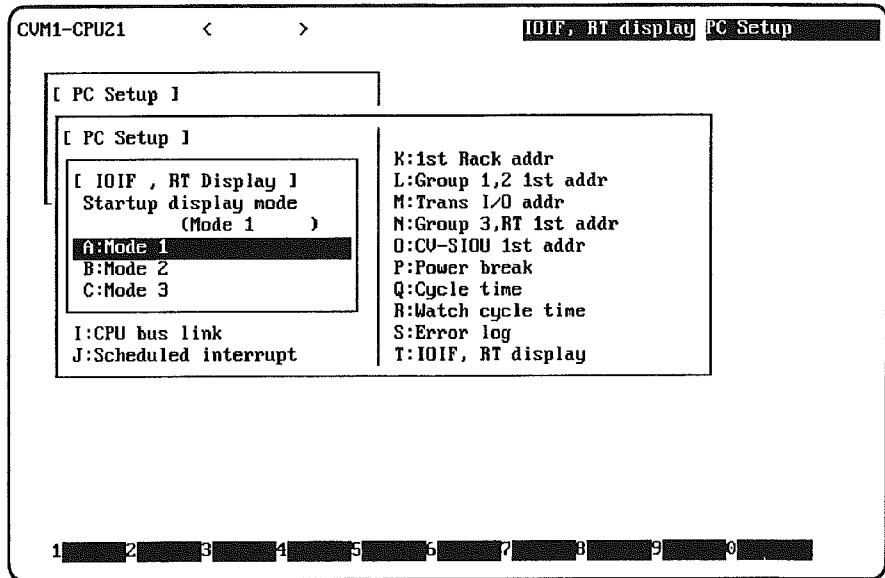 CVM1-CPU21 < > IOIF, RT display PC Setup
[ PC Setup ]
[ PC Setup ]
[ IOIF , RT Display ]
Startup display mode
(Mode 1 )
A:Mode 1
B:Mode 2
C:Mode 3
I:CPU bus link
J:Scheduled interrupt
K:1st Rack addr
L:Group 1,2 1st addr
M:Trans I/O addr
N:Group 3,RT 1st addr
O:CV-SIOU 1st addr
P:Power break
Q:Cycle time
R:Watch cycle time
S:Error log
T:IOIF, RT display
1 2 3 4 5 6 7 8 9 0